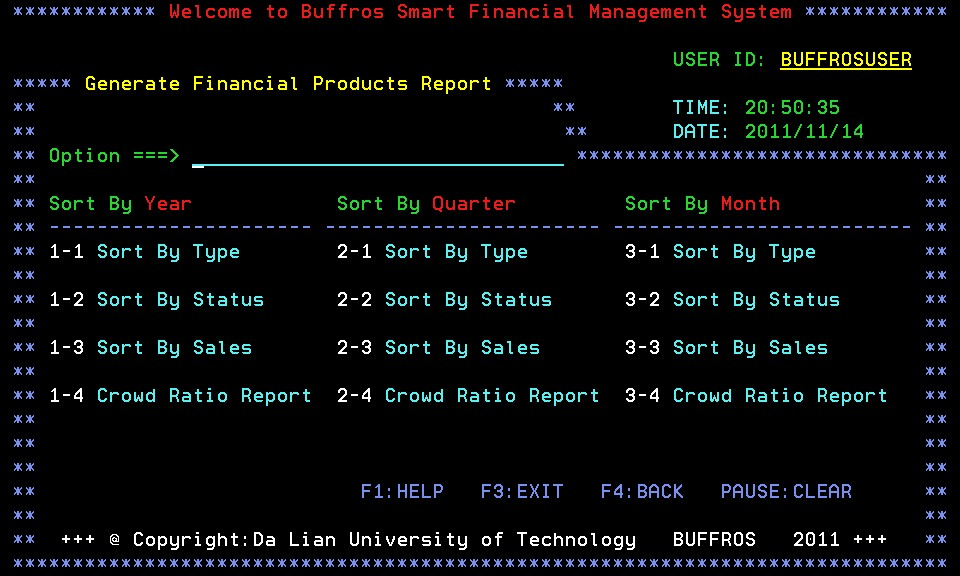 ************ Welcome to Buffros Smart Financial Management System ************
USER ID: BUFFROSUSER
***** Generate Financial Products Report *****
** ** TIME: 20:50:35
** ** DATE: 2011/11/14
** Option ===> _______________________________ *******************************
** **
** Sort By Year Sort By Quarter Sort By Month **
** ---------------------- ----------------------- ------------------------- **
** 1-1 Sort By Type 2-1 Sort By Type 3-1 Sort By Type **
** **
** 1-2 Sort By Status 2-2 Sort By Status 3-2 Sort By Status **
** **
** 1-3 Sort By Sales 2-3 Sort By Sales 3-3 Sort By Sales **
** **
** 1-4 Crowd Ratio Report 2-4 Crowd Ratio Report 3-4 Crowd Ratio Report **
** **
** **
** **
** F1:HELP F3:EXIT F4:BACK PAUSE:CLEAR **
** **
** +++ @ Copyright:Da Lian University of Technology BUFFROS 2011 +++ **
******************************************************************************